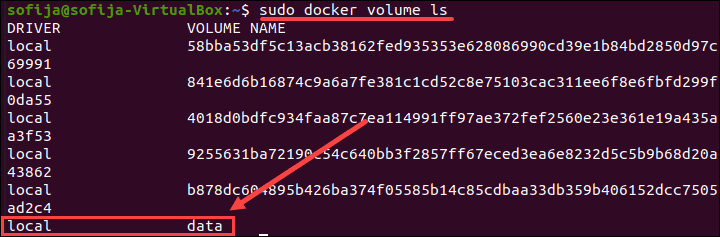 sofija@sofija-VirtualBox:~$ sudo docker volume ls
DRIVER VOLUME NAME
local 58bba53df5c13acb38162fed935353e628086990cd39e1b84bd2850d97c
69991
local 841e6d6b16874c9a6a7fe381c1cd52c8e75103cac311ee6f8e6fbfd299f
0da55
local 4018d0bdfc934faa87c7ea114991ff97ae372fef2560e23e361e19a435a
a3f53
local 9255631ba72190c54c640bb3f2857ff67eced3ea6e8232d5c5b9b68d20a
43862
local b878dc604895b426ba374f05585b14c85cdbaa33db359b406152dcc7505
ad2c4
local data